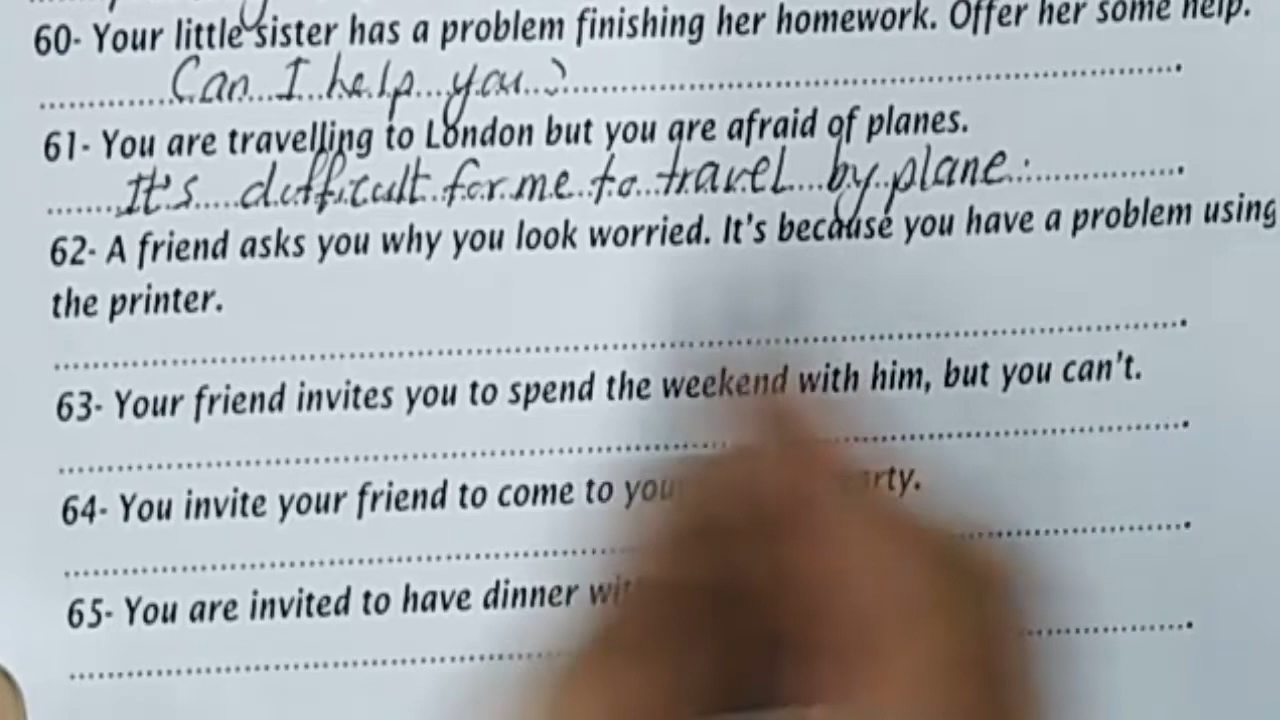 60- Your little sister has a problem finishing her homework. Offer her some help.
Can I help you?
61- You are travelling to London but you are afraid of planes.
It's difficult for me to travel by plane.
62- A friend asks you why you look worried. It's because you have a problem using
the printer.
63- Your friend invites you to spend the weekend with him, but you can't.
64- You invite your friend to come to
65- You are invited to have dinner